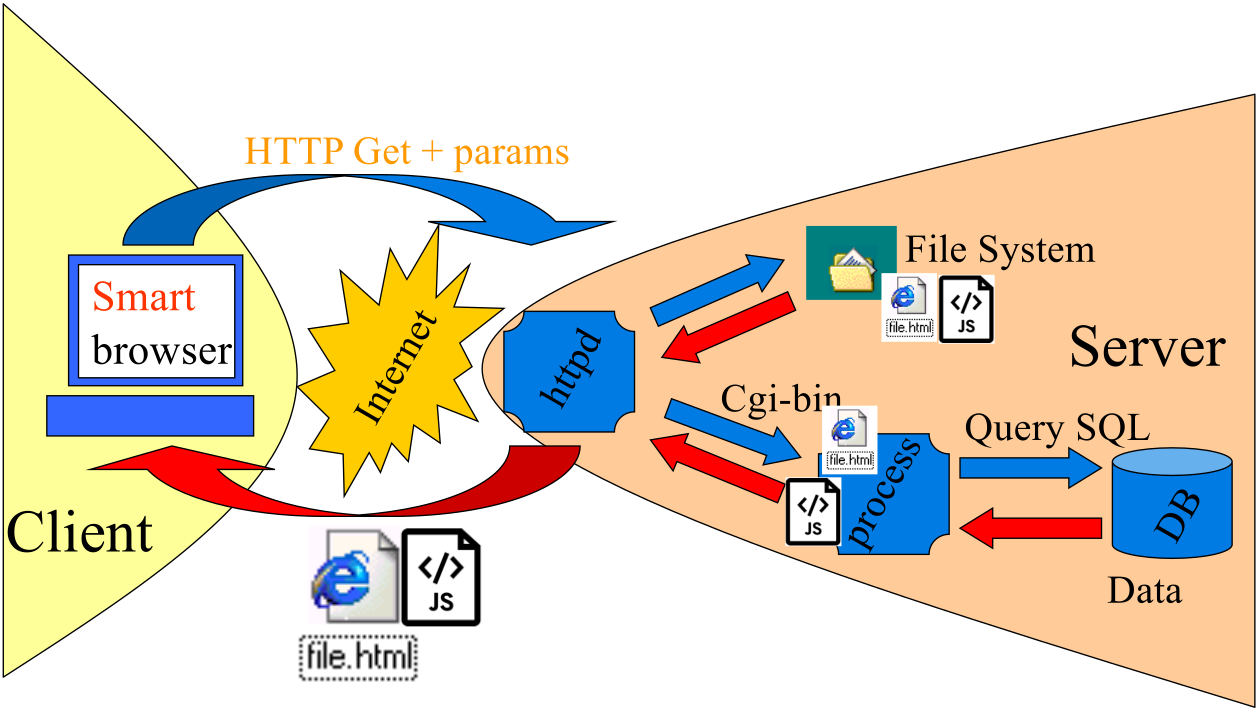 HTTP Get + params
Smart
browser
Internet
httpd
File System
file.html
</>
JS
Server
Cgi-bin
file.html
</>
JS
process
Query SQL
DB
Data
Client
</>
JS
file.html